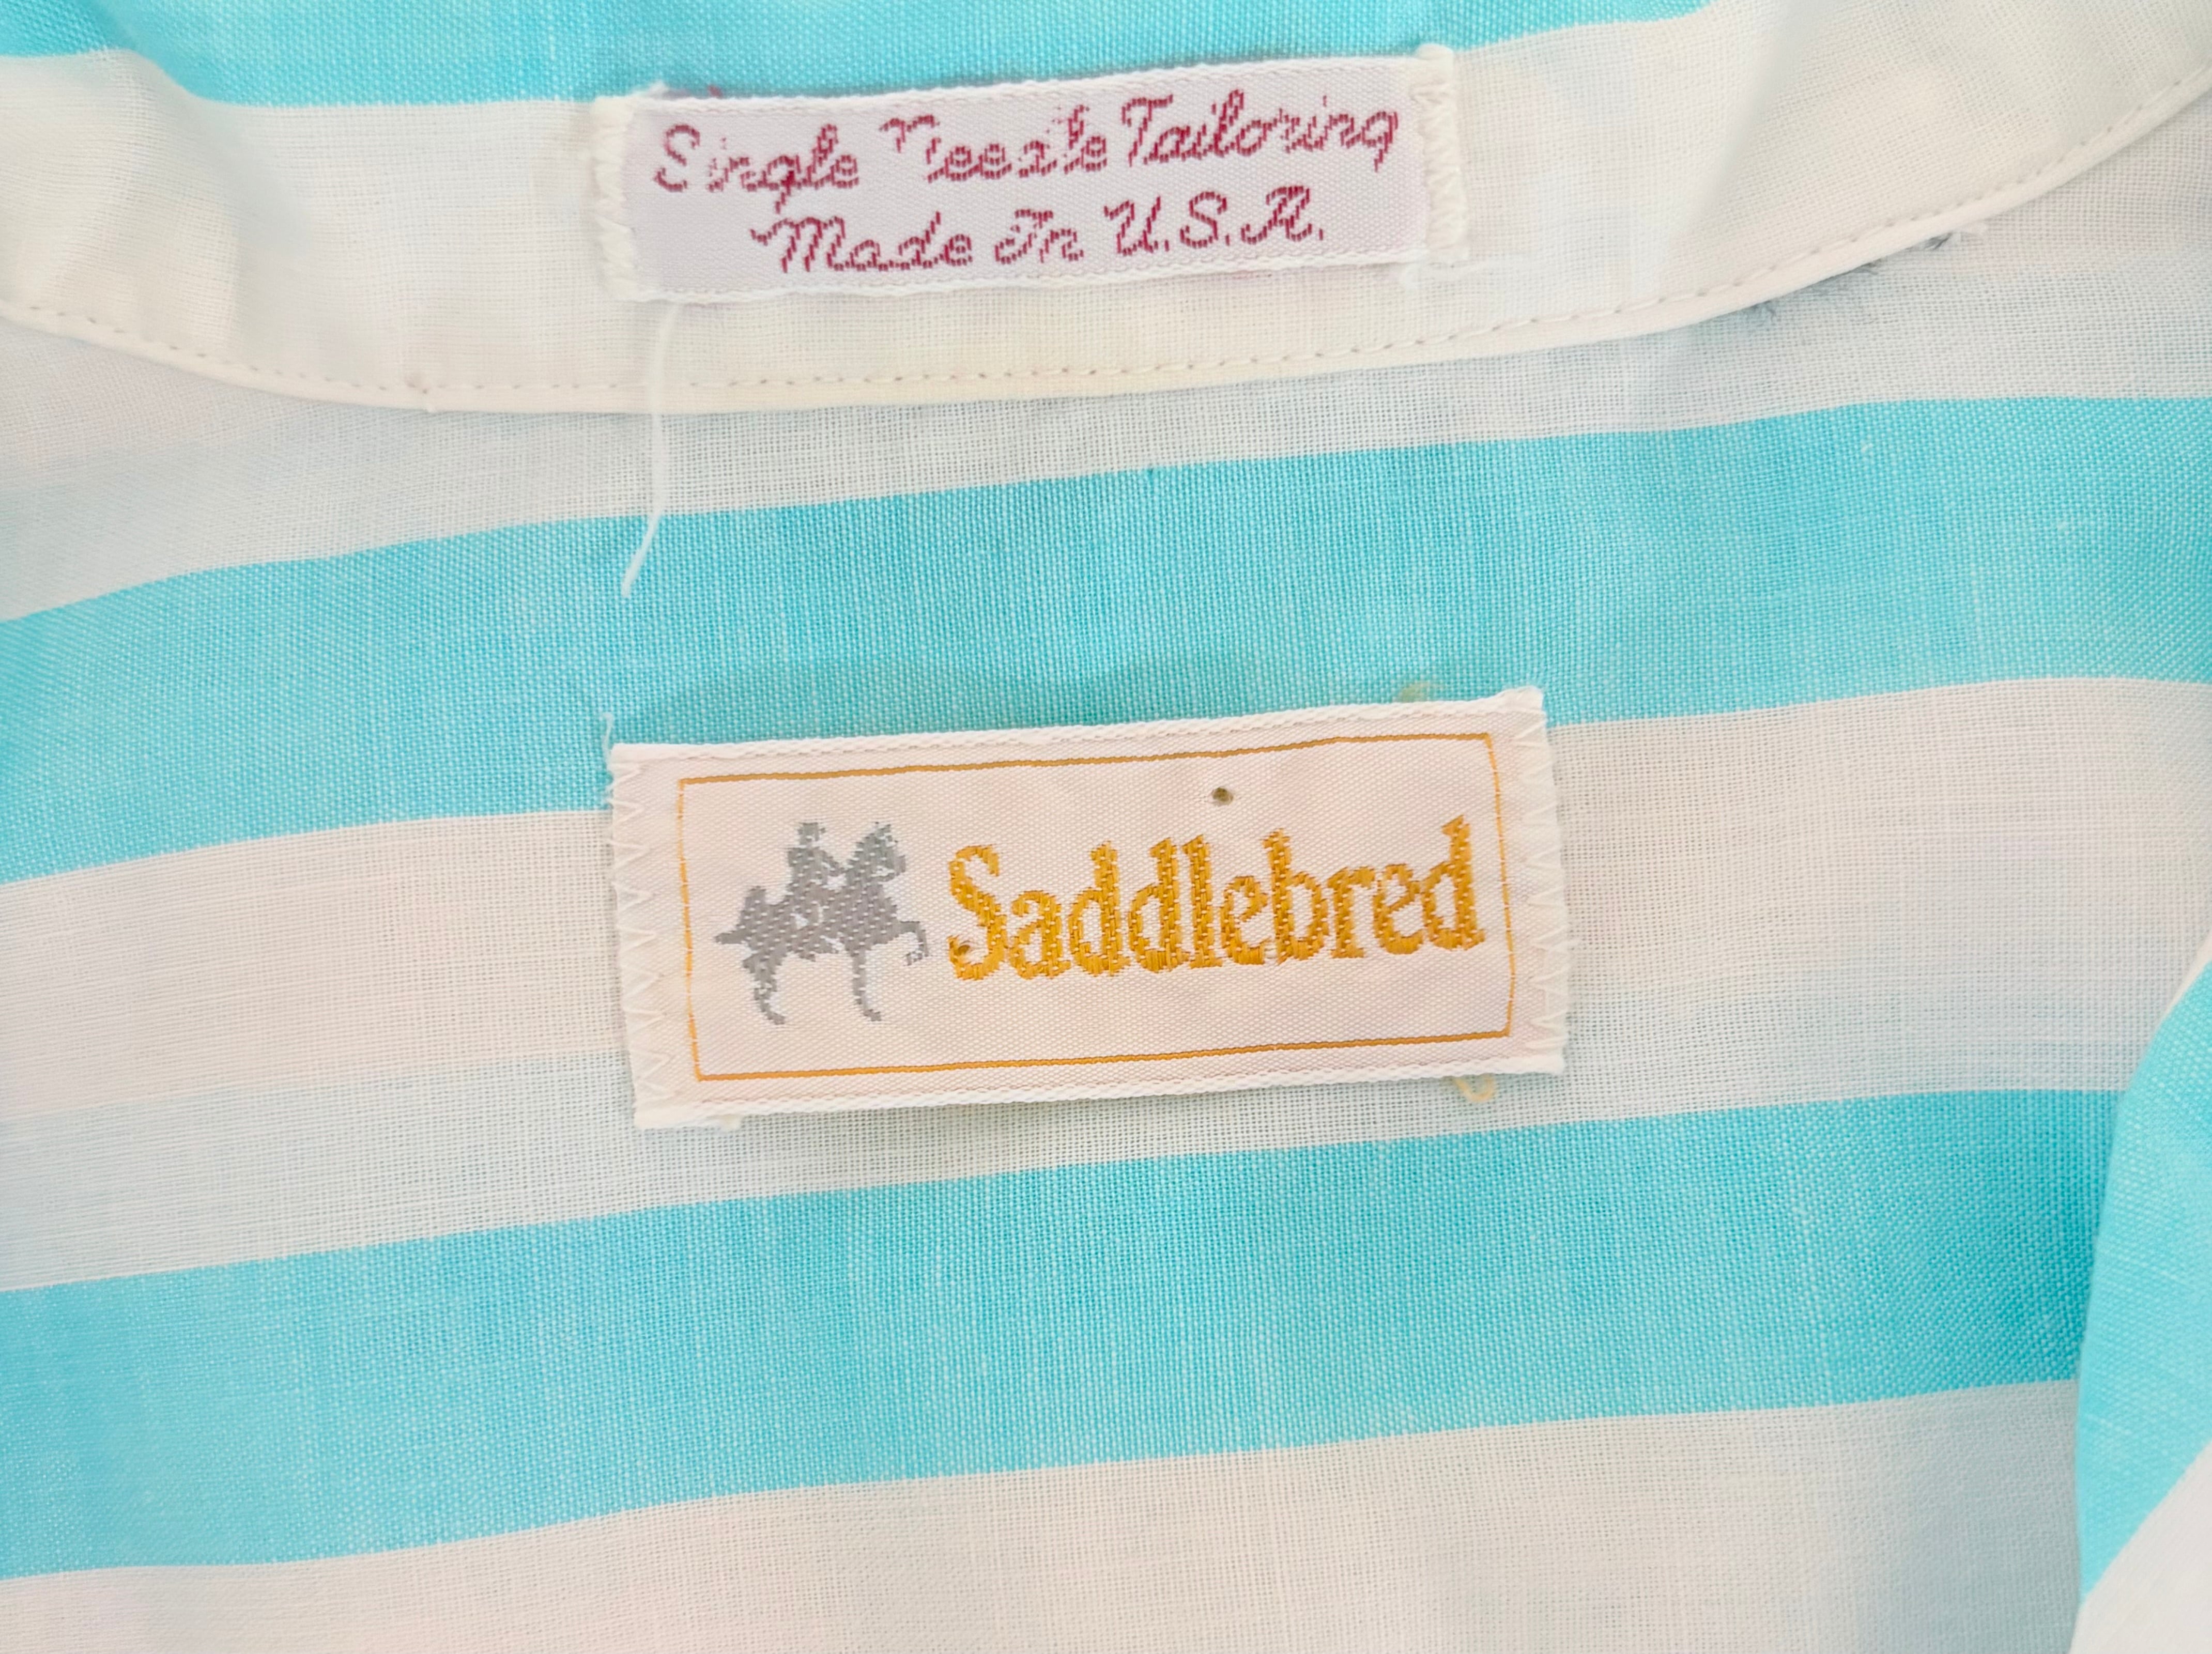 Single Needle Tailoring
Made In U.S.A.
Saddlebred